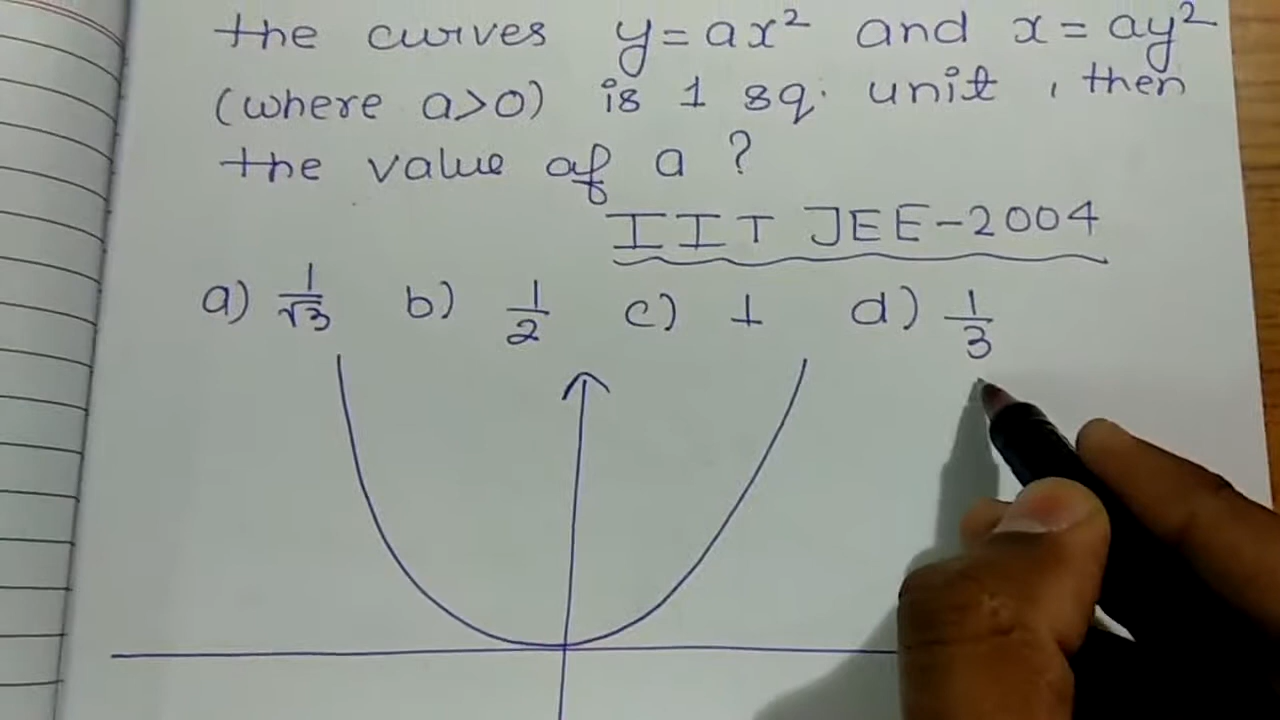 the curves y=ax² and x=ay²
(where a>0) is 1 sq. unit, then
the value of a ?
IIT JEE-2004
a) 1/√3 b) 1/2 c) 1 d) 1/3